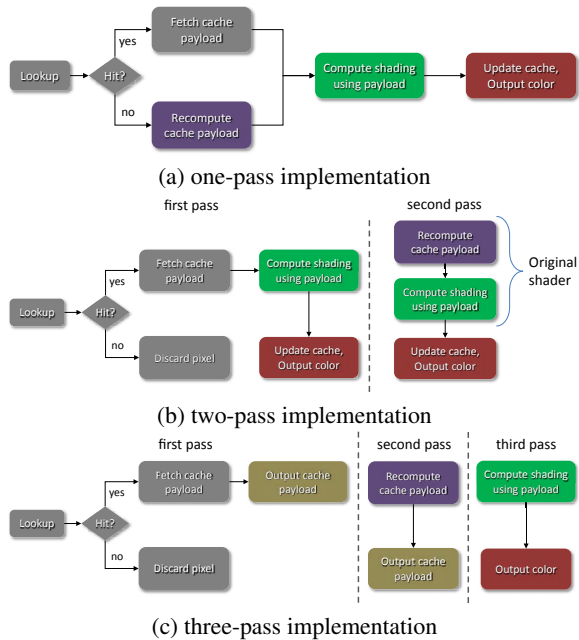 Lookup
Hit?
yes
no
Fetch cache
payload
Recompute
cache payload
Compute shading
using payload
Update cache,
Output color
(a) one-pass implementation
first pass
second pass
Lookup
Hit?
yes
no
Fetch cache
payload
Compute shading
using payload
Discard pixel
Update cache,
Output color
Recompute
cache payload
Compute shading
using payload
Update cache,
Output color
Original
shader
(b) two-pass implementation
first pass
second pass
third pass
Lookup
Hit?
yes
no
Fetch cache
payload
Output cache
payload
Discard pixel
Recompute
cache payload
Output cache
payload
Compute shading
using payload
Output color
(c) three-pass implementation